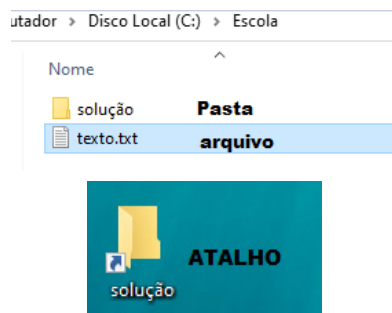 utador > Disco Local (C:) > Escola
Nome
solução Pasta
texto.txt arquivo
ATALHO
solução